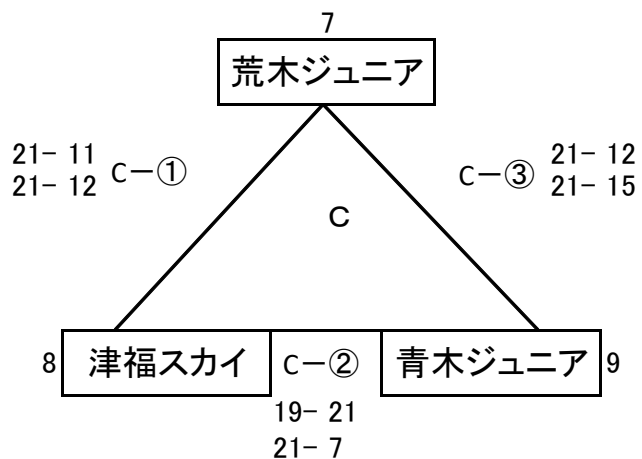 7
荒木ジュニア
21- 11
21- 12
C-①
C-③
21- 12
21- 15
C
8
津福スカイ
C-②
青木ジュニア
9
19- 21
21- 7